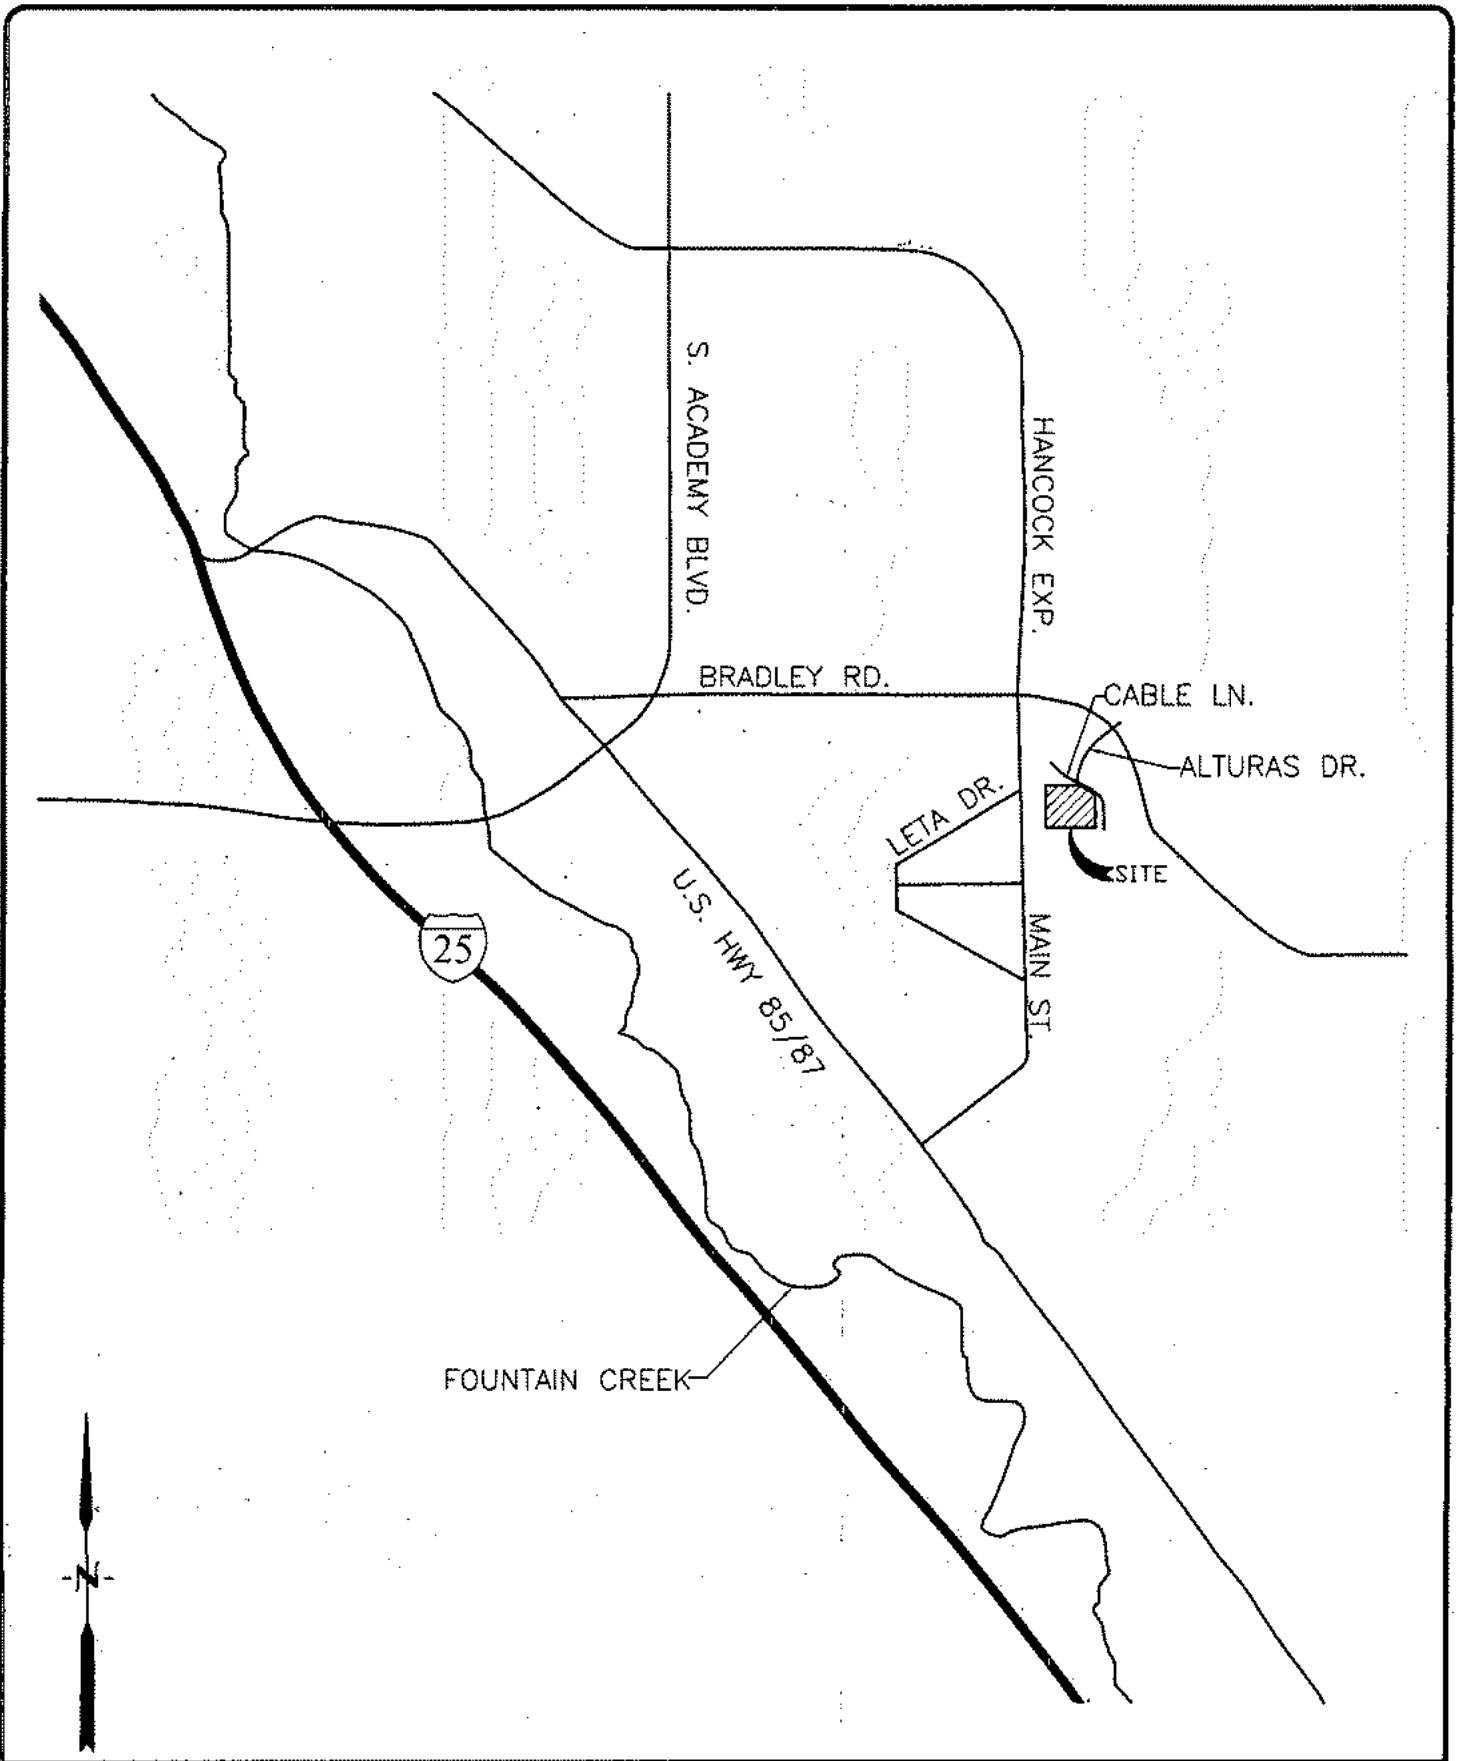 S. ACADEMY BLVD.
HANCOCK EXP.
BRADLEY RD.
CABLE LN.
ALTURAS DR.
LETA DR.
SITE
U.S. HWY 85/87
MAIN ST.
25
FOUNTAIN CREEK
N